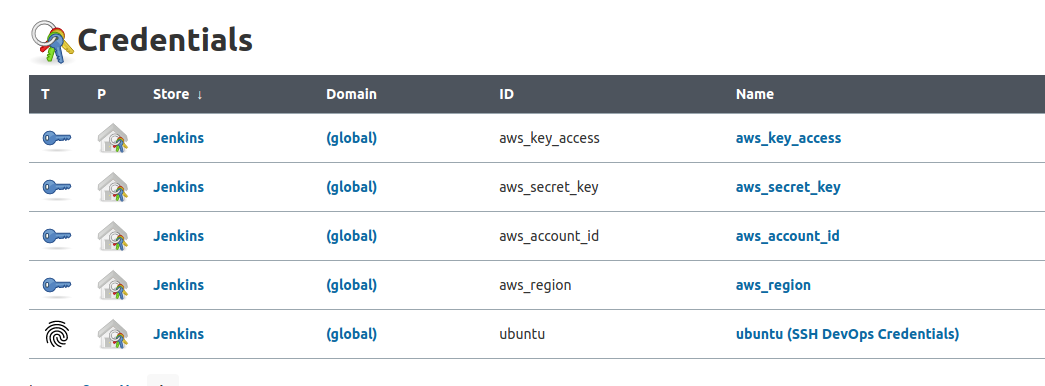 Credentials
T P Store ↓ Domain ID Name
Jenkins (global) aws_key_access aws_key_access
Jenkins (global) aws_secret_key aws_secret_key
Jenkins (global) aws_account_id aws_account_id
Jenkins (global) aws_region aws_region
Jenkins (global) ubuntu ubuntu (SSH DevOps Credentials)